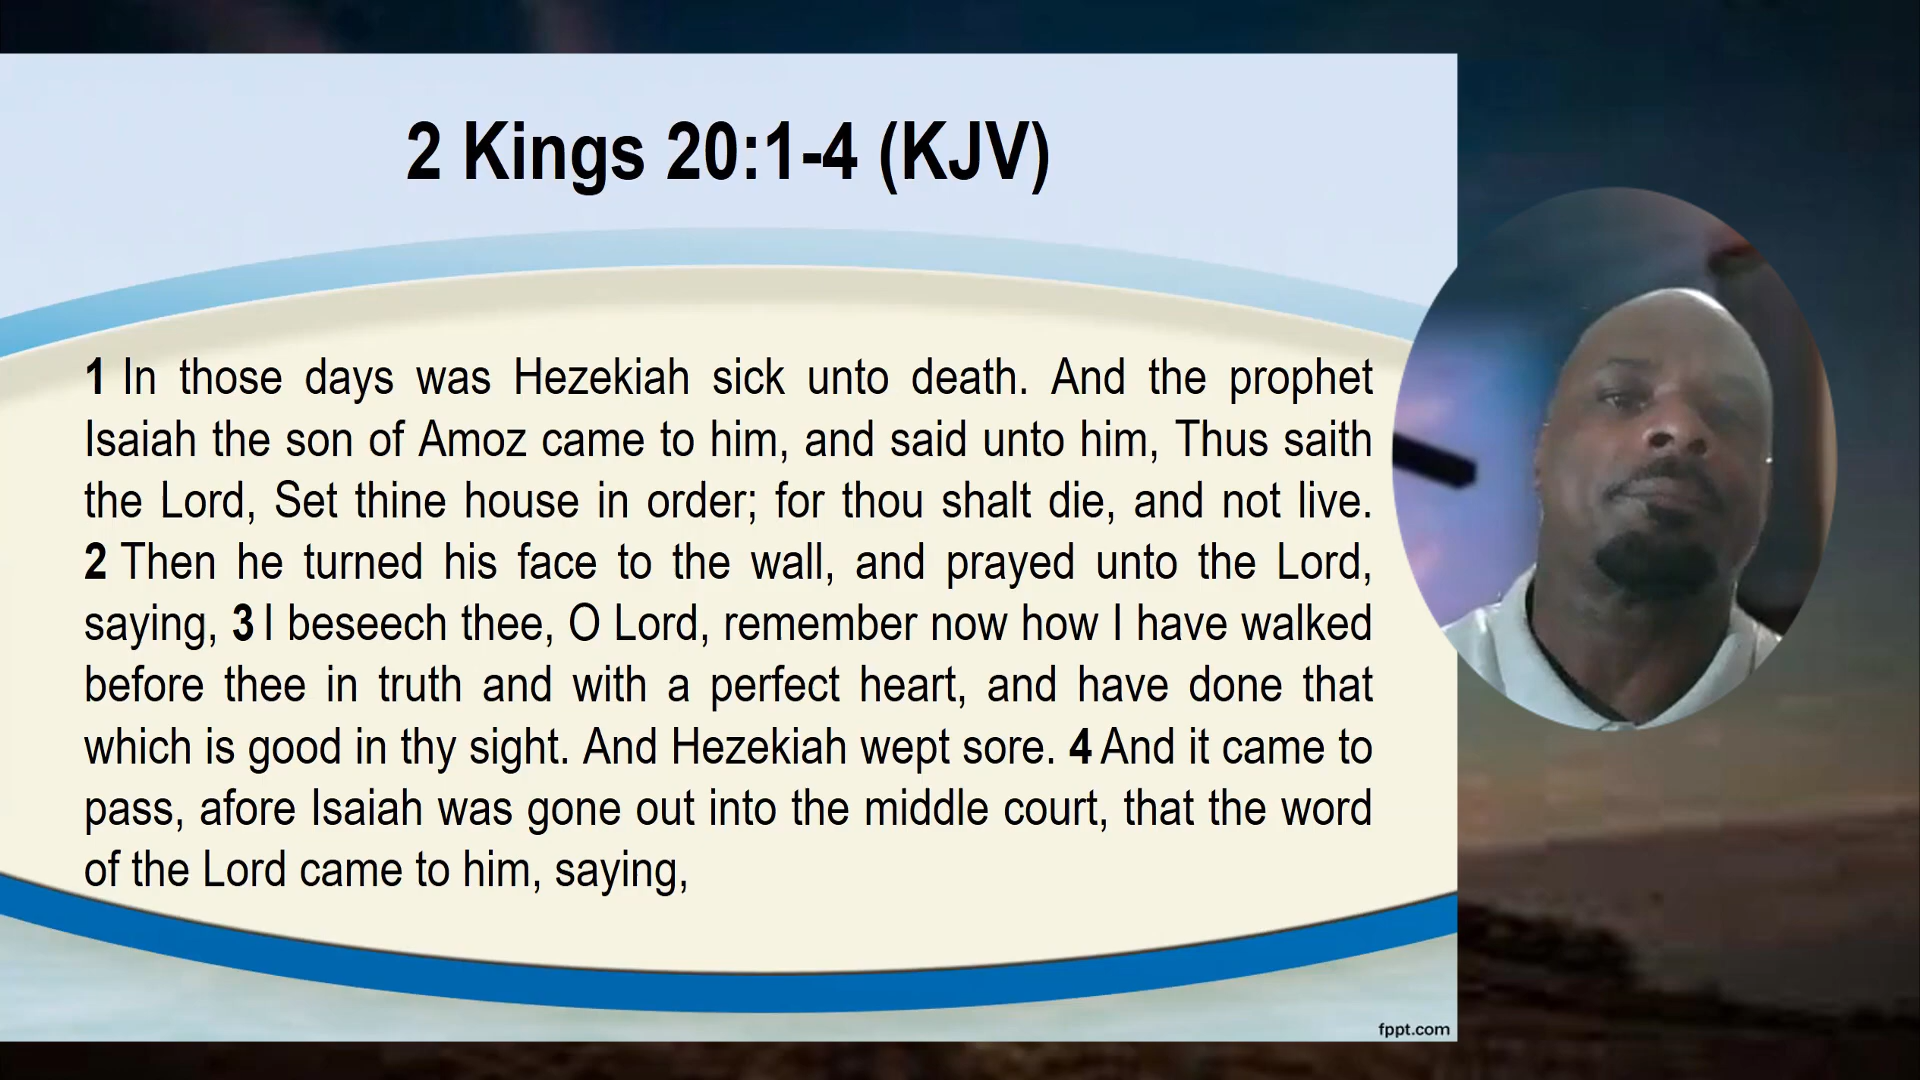 2 Kings 20:1-4 (KJV)
1 In those days was Hezekiah sick unto death. And the prophet
Isaiah the son of Amoz came to him, and said unto him, Thus saith
the Lord, Set thine house in order; for thou shalt die, and not live.
2 Then he turned his face to the wall, and prayed unto the Lord,
saying, 3 I beseech thee, O Lord, remember now how I have walked
before thee in truth and with a perfect heart, and have done that
which is good in thy sight. And Hezekiah wept sore. 4 And it came to
pass, afore Isaiah was gone out into the middle court, that the word
of the Lord came to him, saying,
fppt.com